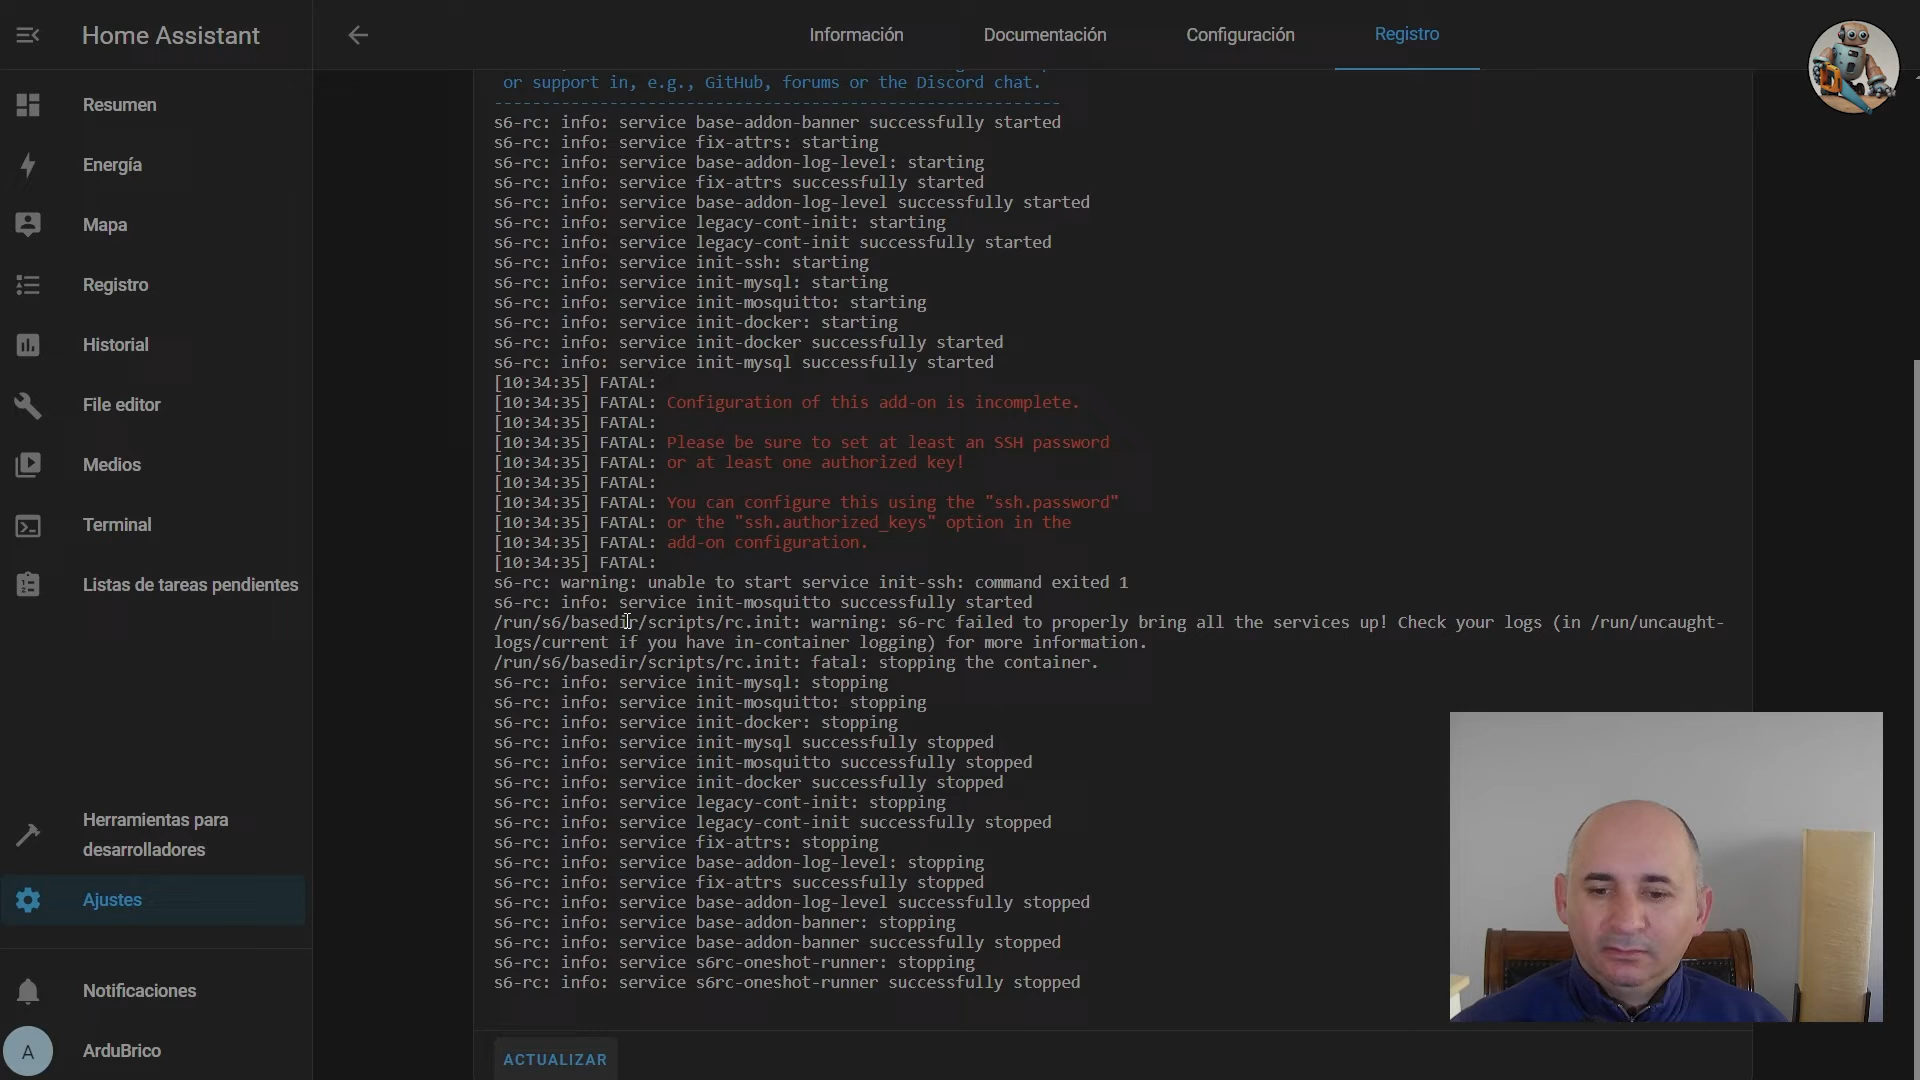 Home Assistant
Información
Documentación
Configuración
Registro
Resumen
Energía
Mapa
Registro
Historial
File editor
Medios
Terminal
Listas de tareas pendientes
Herramientas para
desarrolladores
Ajustes
Notificaciones
A
ArduBrico
or support in, e.g., GitHub, forums or the Discord chat.
-----------------------------------------------------------
s6-rc: info: service base-addon-banner successfully started
s6-rc: info: service fix-attrs: starting
s6-rc: info: service base-addon-log-level: starting
s6-rc: info: service fix-attrs successfully started
s6-rc: info: service base-addon-log-level successfully started
s6-rc: info: service legacy-cont-init: starting
s6-rc: info: service legacy-cont-init successfully started
s6-rc: info: service init-ssh: starting
s6-rc: info: service init-mysql: starting
s6-rc: info: service init-mosquitto: starting
s6-rc: info: service init-docker: starting
s6-rc: info: service init-docker successfully started
s6-rc: info: service init-mysql successfully started
[10:34:35] FATAL:
[10:34:35] FATAL: Configuration of this add-on is incomplete.
[10:34:35] FATAL:
[10:34:35] FATAL: Please be sure to set at least an SSH password
[10:34:35] FATAL: or at least one authorized key!
[10:34:35] FATAL:
[10:34:35] FATAL: You can configure this using the "ssh.password"
[10:34:35] FATAL: or the "ssh.authorized_keys" option in the
[10:34:35] FATAL: add-on configuration.
[10:34:35] FATAL:
s6-rc: warning: unable to start service init-ssh: command exited 1
s6-rc: info: service init-mosquitto successfully started
/run/s6/basedir/scripts/rc.init: warning: s6-rc failed to properly bring all the services up! Check your logs (in /run/uncaught-
logs/current if you have in-container logging) for more information.
/run/s6/basedir/scripts/rc.init: fatal: stopping the container.
s6-rc: info: service init-mysql: stopping
s6-rc: info: service init-mosquitto: stopping
s6-rc: info: service init-docker: stopping
s6-rc: info: service init-mysql successfully stopped
s6-rc: info: service init-mosquitto successfully stopped
s6-rc: info: service init-docker successfully stopped
s6-rc: info: service legacy-cont-init: stopping
s6-rc: info: service legacy-cont-init successfully stopped
s6-rc: info: service fix-attrs: stopping
s6-rc: info: service base-addon-log-level: stopping
s6-rc: info: service fix-attrs successfully stopped
s6-rc: info: service base-addon-log-level successfully stopped
s6-rc: info: service base-addon-banner: stopping
s6-rc: info: service base-addon-banner successfully stopped
s6-rc: info: service s6rc-oneshot-runner: stopping
s6-rc: info: service s6rc-oneshot-runner successfully stopped
ACTUALIZAR